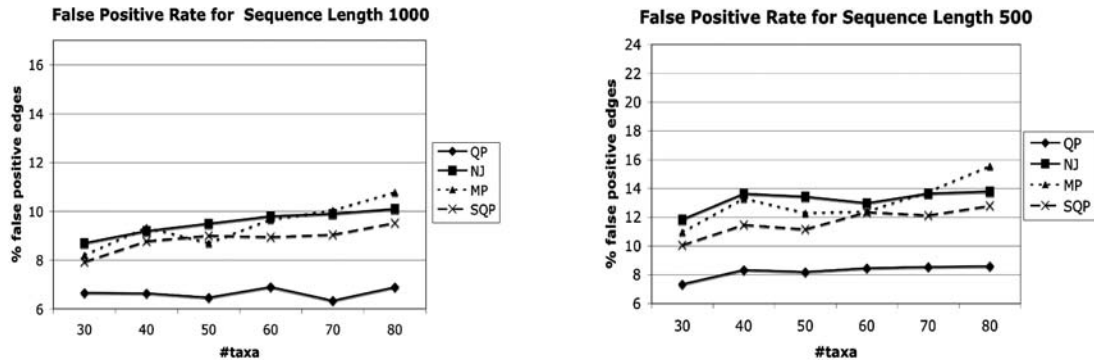 False Positive Rate for Sequence Length 1000
% false positive edges
16
14
12
10
8
6
30 40 50 60 70 80
#taxa
QP
NJ
MP
SQP
False Positive Rate for Sequence Length 500
% false positive edges
24
22
20
18
16
14
12
10
8
6
30 40 50 60 70 80
#taxa
QP
NJ
MP
SQP